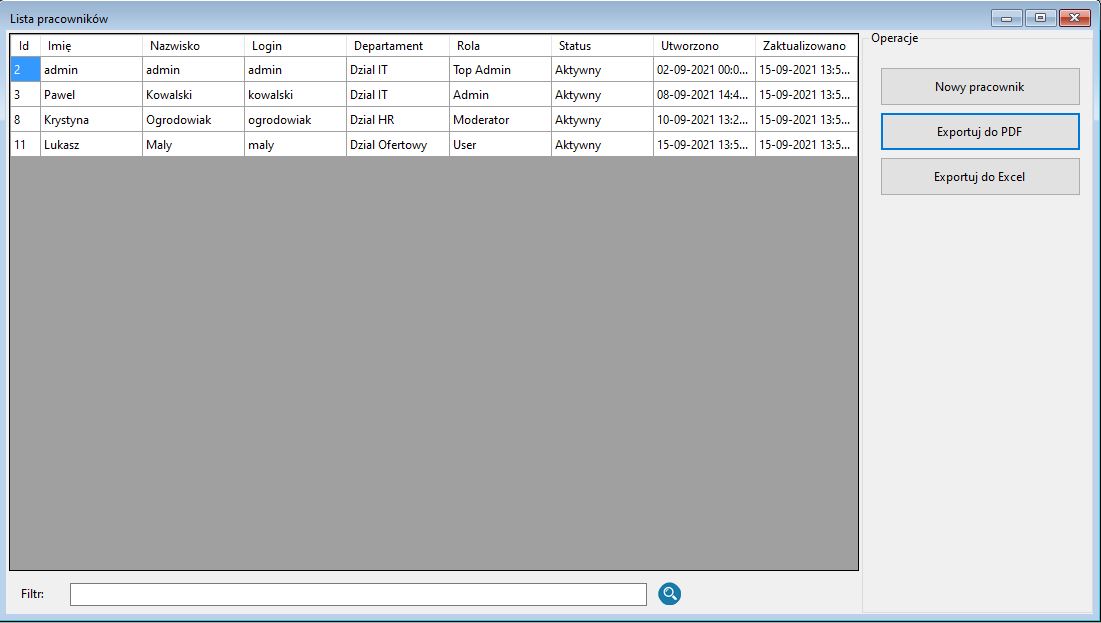 Lista pracowników
Id Imię Nazwisko Login Departament Rola Status Utworzono Zaktualizowano
2 admin admin admin Dzial IT Top Admin Aktywny 02-09-2021 00:0... 15-09-2021 13:5...
3 Pawel Kowalski kowalski Dzial IT Admin Aktywny 08-09-2021 14:4... 15-09-2021 13:5...
8 Krystyna Ogrodowiak ogrodowiak Dzial HR Moderator Aktywny 10-09-2021 13:2... 15-09-2021 13:5...
11 Lukasz Maly maly Dzial Ofertowy User Aktywny 15-09-2021 13:5... 15-09-2021 13:5...
Operacje
Nowy pracownik
Exportuj do PDF
Exportuj do Excel
Filtr: